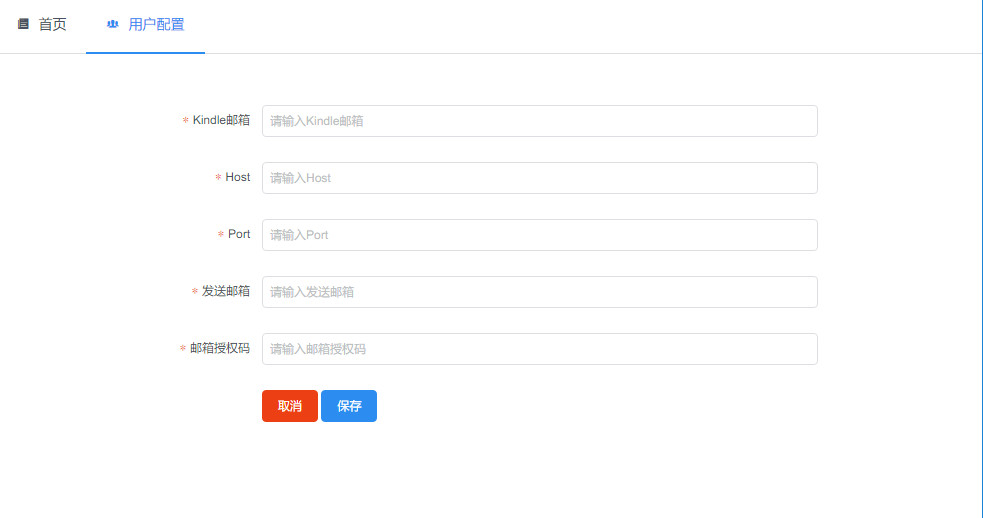 首页 用户配置
* Kindle邮箱 请输入Kindle邮箱
* Host 请输入Host
* Port 请输入Port
* 发送邮箱 请输入发送邮箱
* 邮箱授权码 请输入邮箱授权码
取消 保存